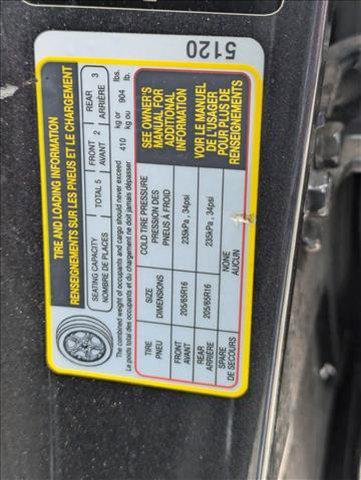 5120
TIRE AND LOADING INFORMATION
RENSEIGNEMENTS SUR LES PNEUS ET LE CHARGEMENT
SEATING CAPACITY TOTAL 5 FRONT 2 REAR 3
NOMBRE DE PLACES AVANT ARRIÈRE
The combined weight of occupants and cargo should never exceed 410 kg or 904 lbs.
Le poids total des occupants et du chargement ne doit jamais dépasser kg ou lb.
TIRE SIZE COLD TIRE PRESSURE
PNEU DIMENSIONS PRESSION DES
PNEUS À FROID
FRONT 205/65R16 235kPa, 34psi
AVANT
REAR 205/65R16 235kPa, 34psi
ARRIÈRE
SPARE NONE
DE SECOURS AUCUN
SEE OWNER'S
MANUAL FOR
ADDITIONAL
INFORMATION
VOIR LE MANUEL
DE L'USAGER
POUR PLUS DE
RENSEIGNEMENTS